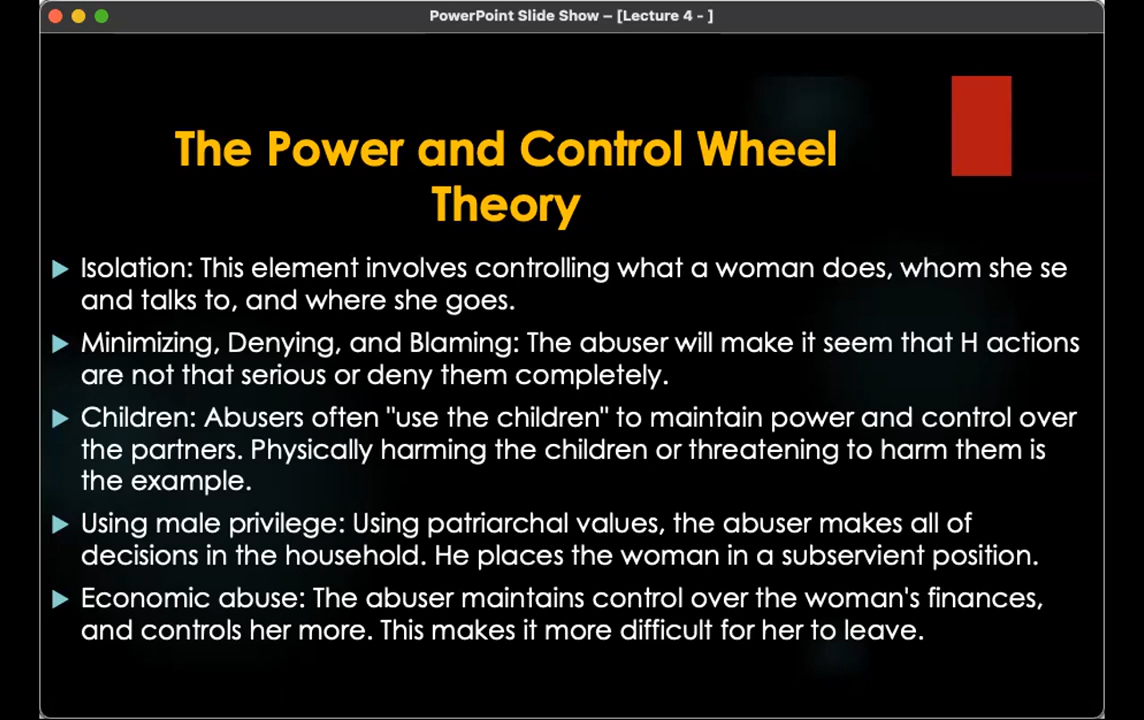 PowerPoint Slide Show – [Lecture 4 - ]
The Power and Control Wheel
Theory
Isolation: This element involves controlling what a woman does, whom she se
and talks to, and where she goes.
Minimizing, Denying, and Blaming: The abuser will make it seem that H actions
are not that serious or deny them completely.
Children: Abusers often "use the children" to maintain power and control over
the partners. Physically harming the children or threatening to harm them is
the example.
Using male privilege: Using patriarchal values, the abuser makes all of
decisions in the household. He places the woman in a subservient position.
Economic abuse: The abuser maintains control over the woman's finances,
and controls her more. This makes it more difficult for her to leave.